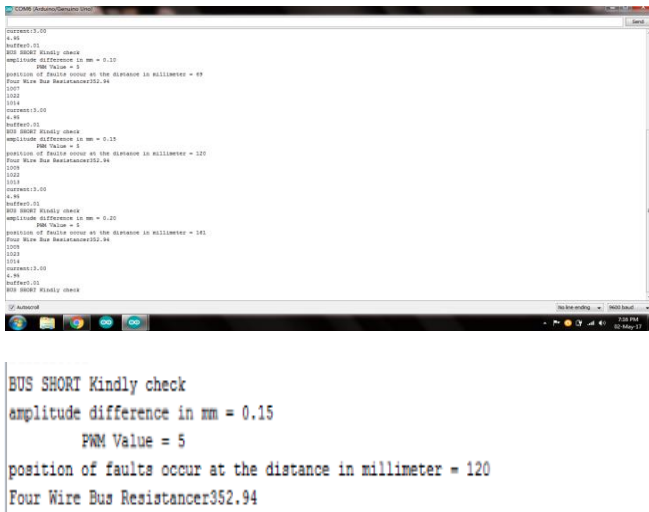 COM6 (Arduino/Genuino Uno)
Send
current:3.00
4.95
buffer0.01
BUS SHORT Kindly check
amplitude difference in mm = 0.10
PWM Value = 5
position of faults occur at the distance in millimeter = 69
Four Wire Bus Resistancer352.94
1007
1022
1014
current:3.00
4.95
buffer0.01
BUS SHORT Kindly check
amplitude difference in mm = 0.15
PWM Value = 5
position of faults occur at the distance in millimeter = 120
Four Wire Bus Resistancer352.94
1005
1022
1013
current:3.00
4.95
buffer0.01
BUS SHORT Kindly check
amplitude difference in mm = 0.20
PWM Value = 5
position of faults occur at the distance in millimeter = 161
Four Wire Bus Resistancer352.94
1005
1023
1014
current:3.00
4.95
buffer0.01
BUS SHORT Kindly check
Autoscroll
No line ending
9600 baud
7:38 PM
02-May-17
BUS SHORT Kindly check
amplitude difference in mm = 0.15
PWM Value = 5
position of faults occur at the distance in millimeter = 120
Four Wire Bus Resistancer352.94